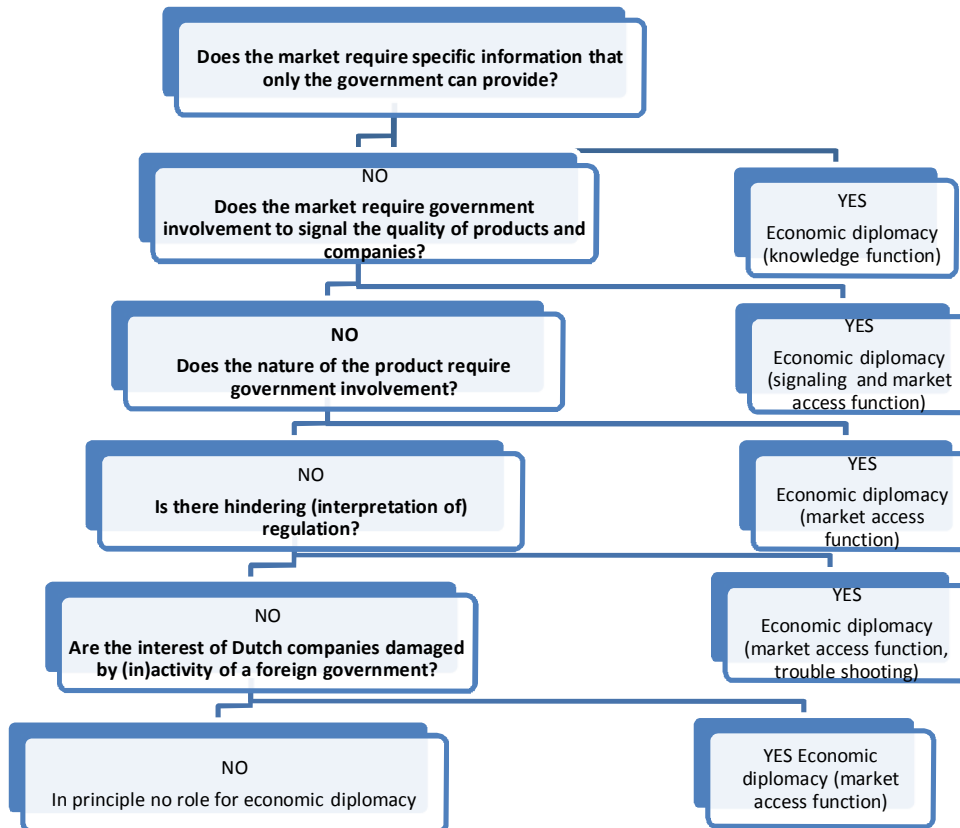 Does the market require specific information that
only the government can provide?
NO
Does the market require government
involvement to signal the quality of products and
companies?
YES
Economic diplomacy
(knowledge function)
NO
Does the nature of the product require
government involvement?
YES
Economic diplomacy
(signaling and market
access function)
NO
Is there hindering (interpretation of)
regulation?
YES
Economic diplomacy
(market access
function)
NO
Are the interest of Dutch companies damaged
by (in)activity of a foreign government?
YES
Economic diplomacy
(market access function,
trouble shooting)
NO
In principle no role for economic diplomacy
YES Economic
diplomacy (market
access function)